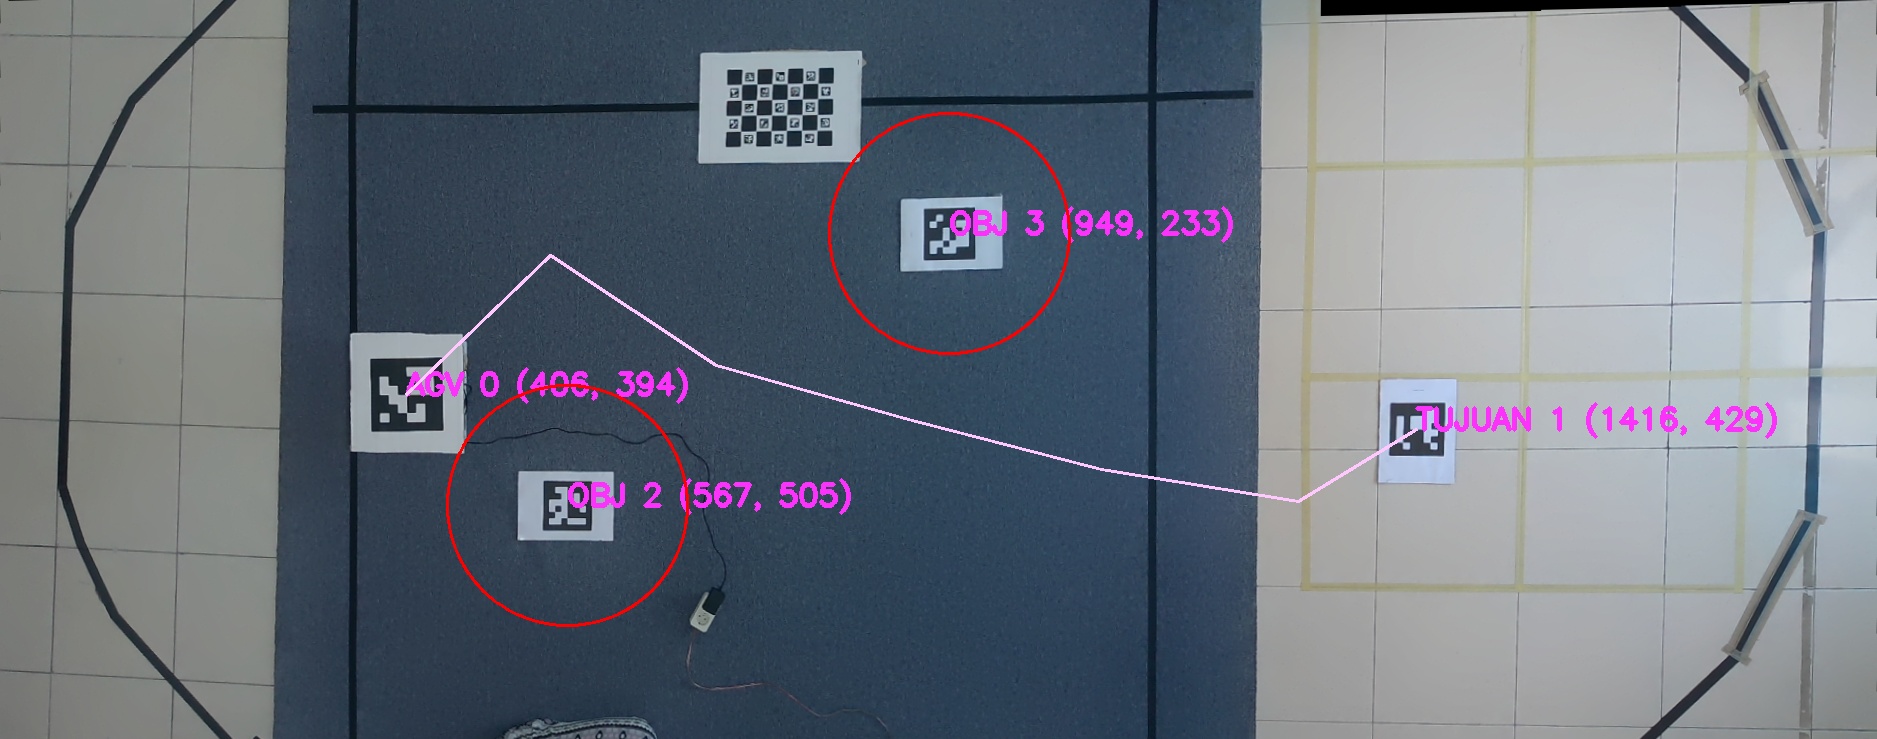 OBJ 3 (949, 233)
AGV 0 (406, 394)
TUJUAN 1 (1416, 429)
OBJ 2 (567, 505)